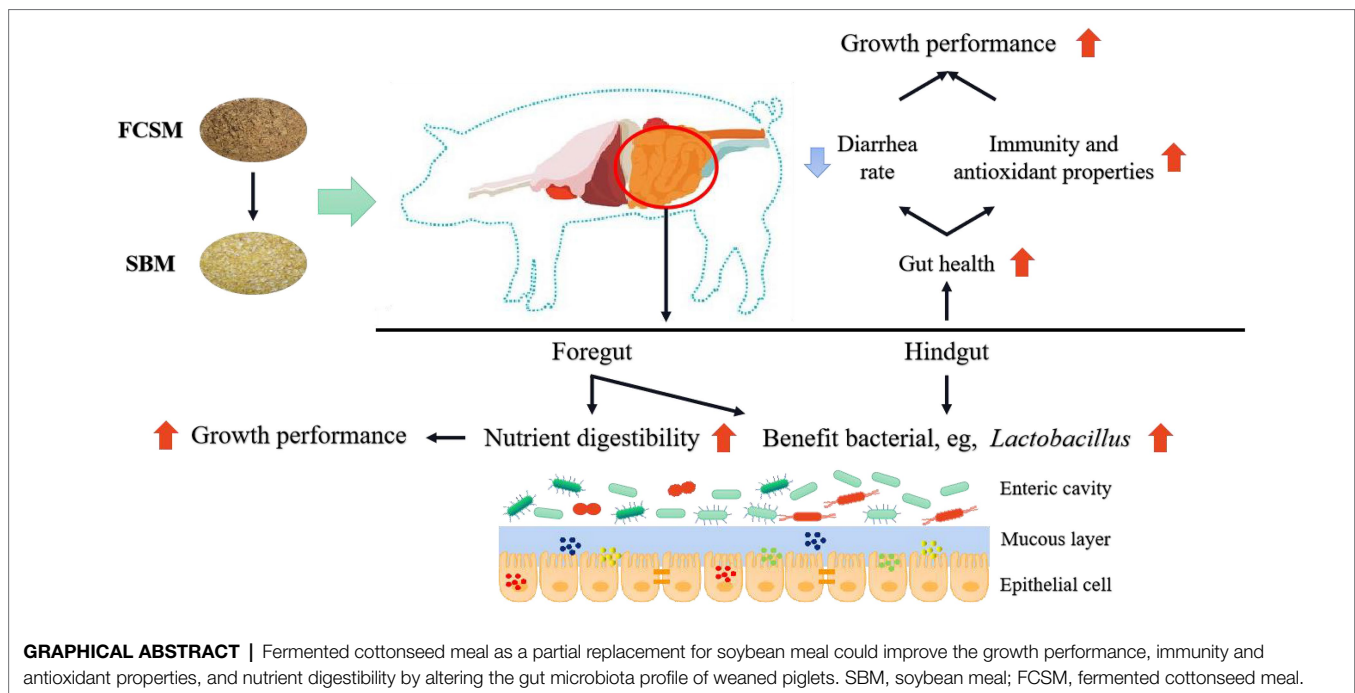 Growth performance
FCSM
Diarrhea
rate
Immunity and
antioxidant properties
SBM
Gut health
Foregut
Hindgut
Growth performance
Nutrient digestibility
Benefit bacterial, eg, Lactobacillus
Enteric cavity
Mucous layer
Epithelial cell
GRAPHICAL ABSTRACT | Fermented cottonseed meal as a partial replacement for soybean meal could improve the growth performance, immunity and
antioxidant properties, and nutrient digestibility by altering the gut microbiota profile of weaned piglets. SBM, soybean meal; FCSM, fermented cottonseed meal.